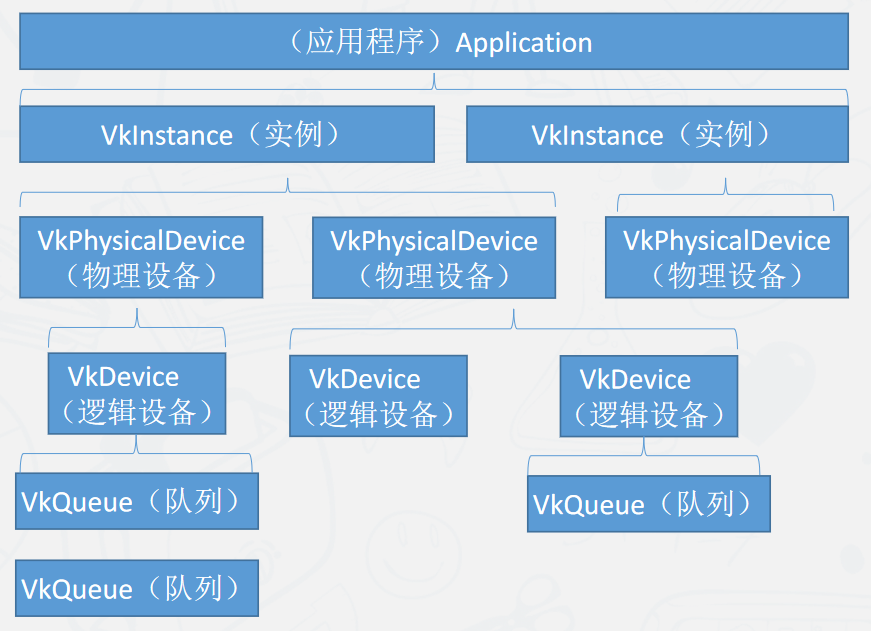 （应用程序）Application
VkInstance（实例）
VkInstance（实例）
VkPhysicalDevice
（物理设备）
VkPhysicalDevice
（物理设备）
VkPhysicalDevice
（物理设备）
VkDevice
（逻辑设备）
VkDevice
（逻辑设备）
VkDevice
（逻辑设备）
VkQueue（队列）
VkQueue（队列）
VkQueue（队列）